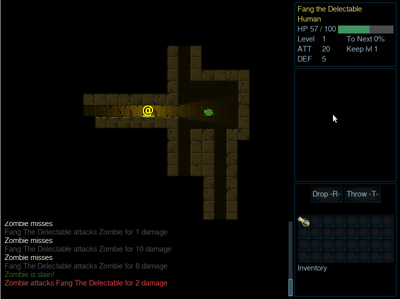 Fang the Delectable
Human
HP 57 / 100
Level 1 To Next 0%
ATT 20 Keep lvl 1
DEF 5
@
Drop -R- Throw -T-
Inventory
Zombie misses
Fang The Delectable attacks Zombie for 1 damage
Zombie misses
Fang The Delectable attacks Zombie for 10 damage
Zombie misses
Fang The Delectable attacks Zombie for 8 damage
Zombie is slain!
Zombie attacks Fang The Delectable for 2 damage